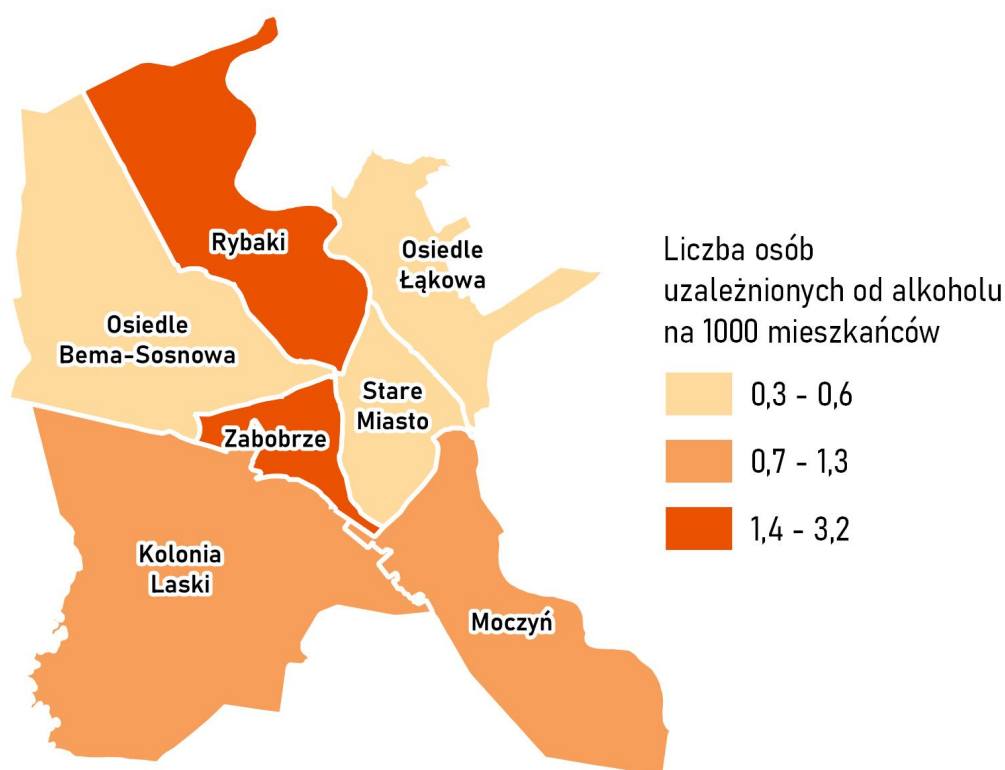 Rybaki
Osiedle
Łąkowa
Osiedle
Bema-Sosnowa
Stare
Miasto
Zabobrze
Kolonia
Laski
Moczyń
Liczba osób
uzależnionych od alkoholu
na 1000 mieszkańców
0,3 - 0,6
0,7 - 1,3
1,4 - 3,2